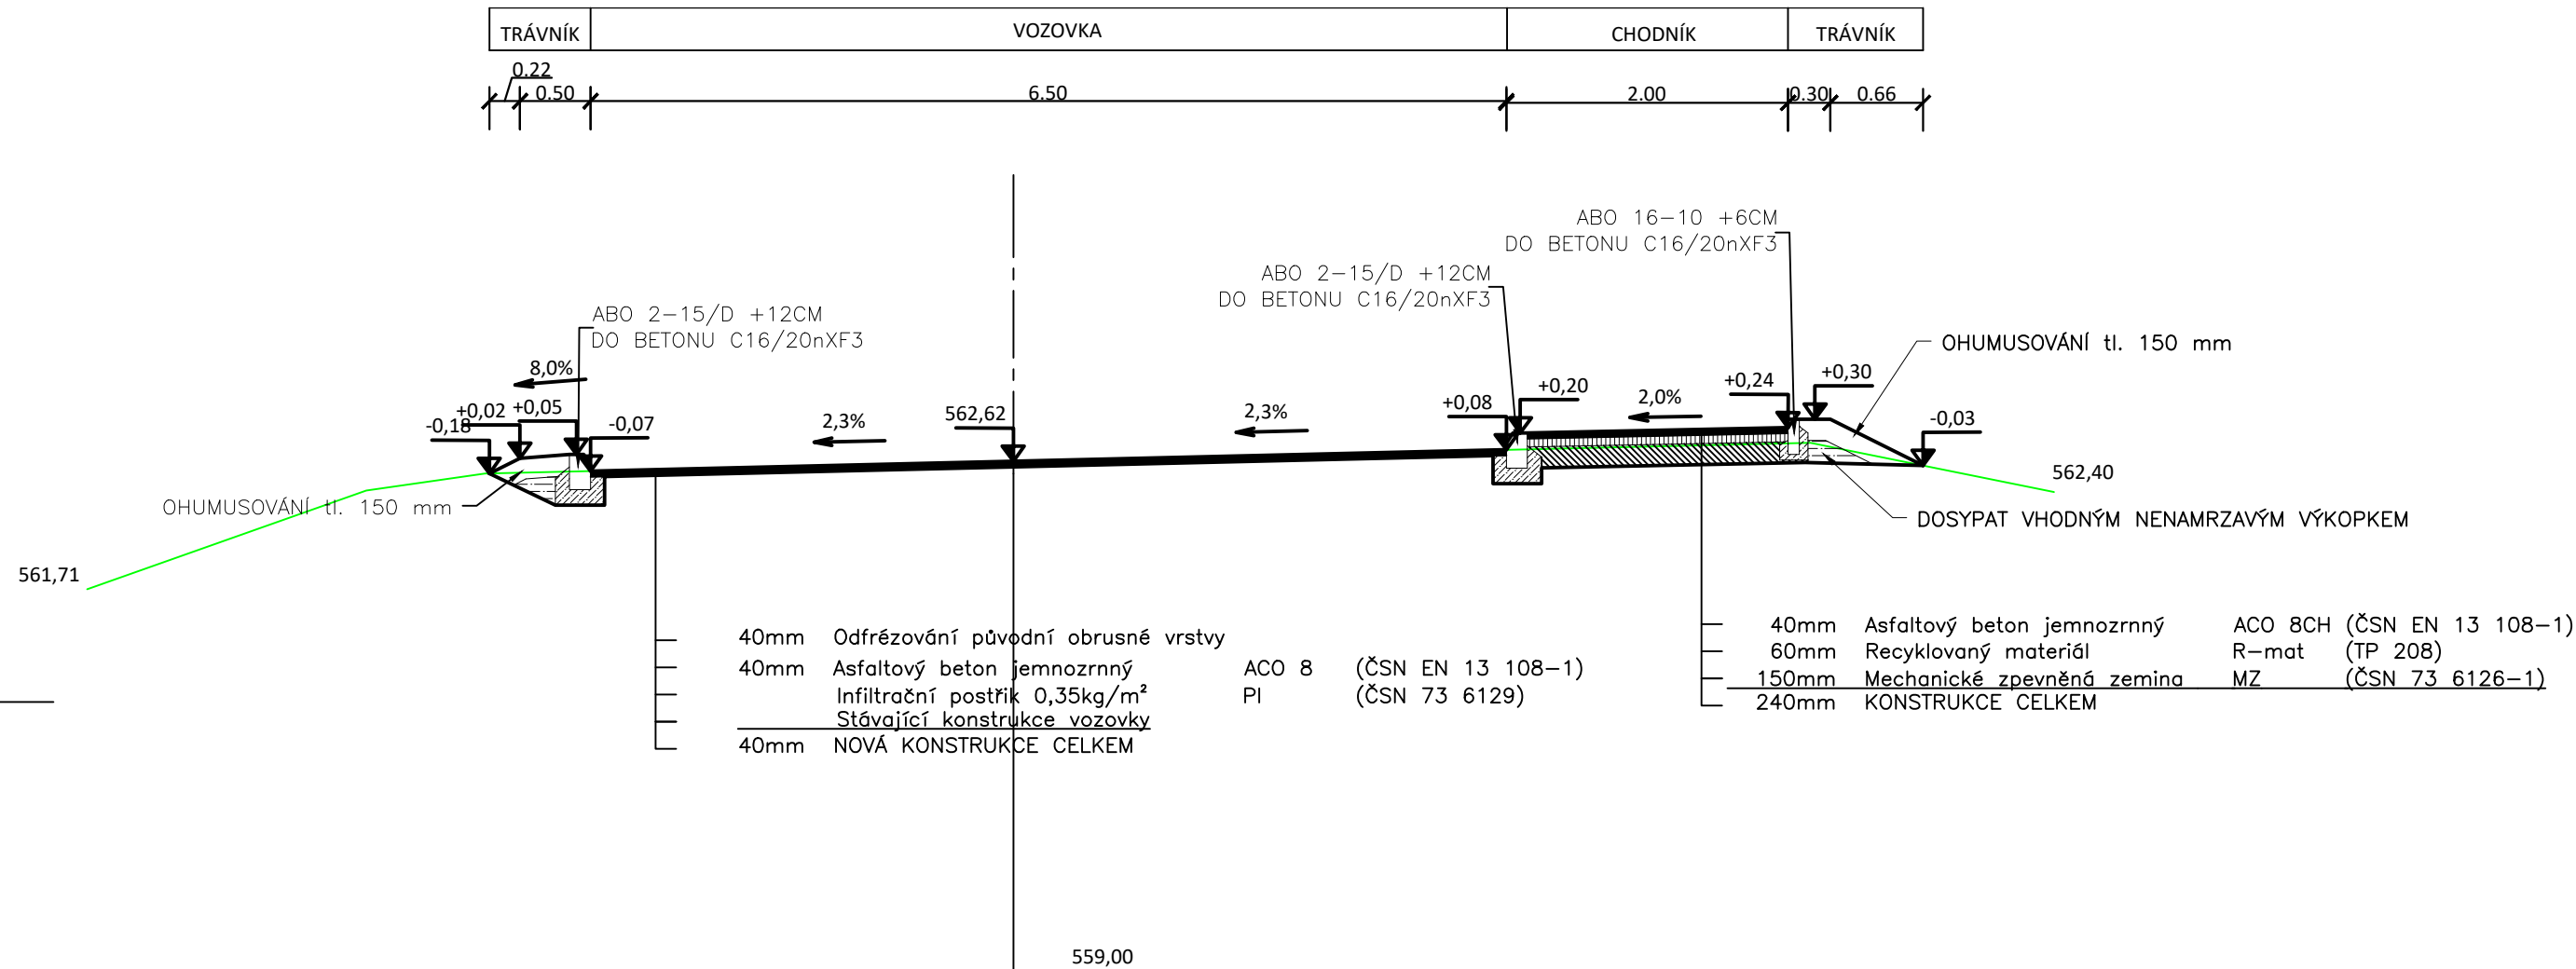 TRÁVNÍK VOZOVKA CHODNÍK TRÁVNÍK
0.22
0.50 6.50 2.00 0.30 0.66
ABO 16-10 +6CM
DO BETONU C16/20nXF3
ABO 2-15/D +12CM
DO BETONU C16/20nXF3
ABO 2-15/D +12CM
DO BETONU C16/20nXF3
OHUMUSOVÁNÍ tl. 150 mm
8,0%
-0,18 +0,02 +0,05 -0,07 2,3% 562,62 2,3% +0,08 +0,20 2,0% +0,24 +0,30 -0,03
562,40
OHUMUSOVÁNÍ tl. 150 mm
DOSYPAT VHODNÝM NENAMRZAVÝM VÝKOPKEM
561,71
40mm Odfrézování původní obrusné vrstvy
40mm Asfaltový beton jemnozrnný ACO 8 (ČSN EN 13 108-1)
Infiltrační postřik 0,35kg/m² PI (ČSN 73 6129)
Stávající konstrukce vozovky
40mm NOVÁ KONSTRUKCE CELKEM
40mm Asfaltový beton jemnozrnný ACO 8CH (ČSN EN 13 108-1)
60mm Recyklovaný materiál R-mat (TP 208)
150mm Mechanické zpevněná zemina MZ (ČSN 73 6126-1)
240mm KONSTRUKCE CELKEM
559,00